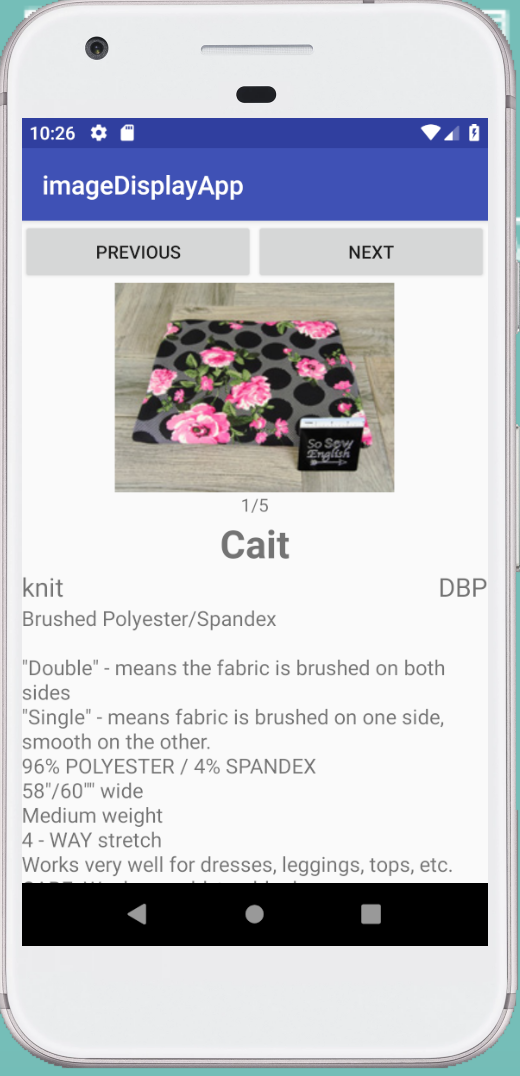 10:26
imageDisplayApp
PREVIOUS NEXT
So Sew
English
1/5
Cait
knit DBP
Brushed Polyester/Spandex
"Double" - means the fabric is brushed on both
sides
"Single" - means fabric is brushed on one side,
smooth on the other.
96% POLYESTER / 4% SPANDEX
58"/60"" wide
Medium weight
4 - WAY stretch
Works very well for dresses, leggings, tops, etc.